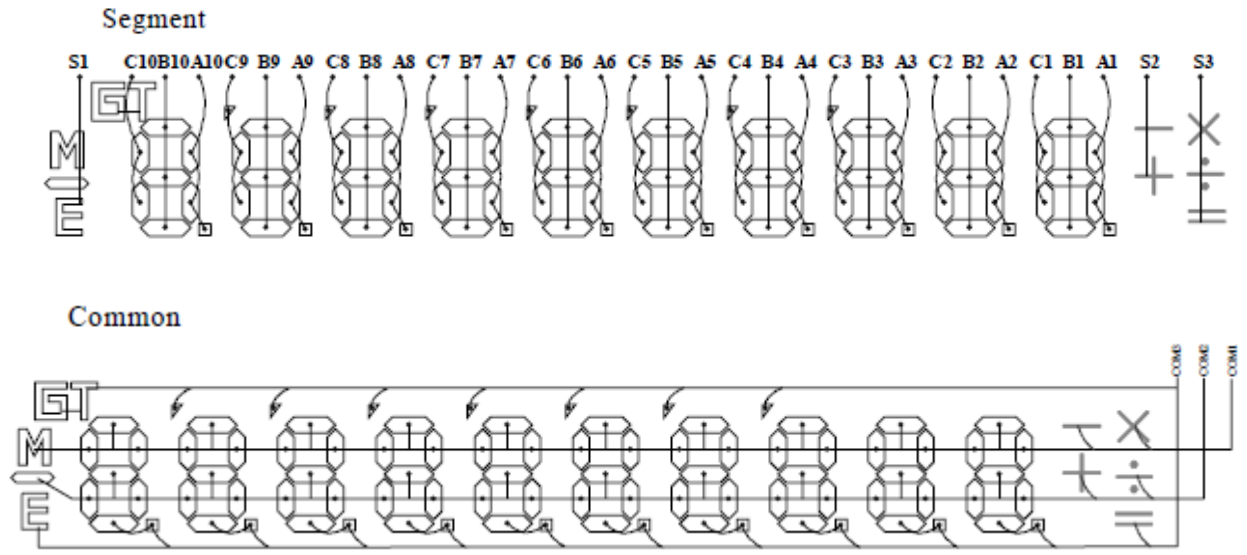 Segment
S1 C10 B10 A10 C9 B9 A9 C8 B8 A8 C7 B7 A7 C6 B6 A6 C5 B5 A5 C4 B4 A4 C3 B3 A3 C2 B2 A2 C1 B1 A1 S2 S3
GT
M
E
− ×
+ ÷
=
Common
COM3 COM2 COM1
GT
M
E
− ×
+ ÷
=